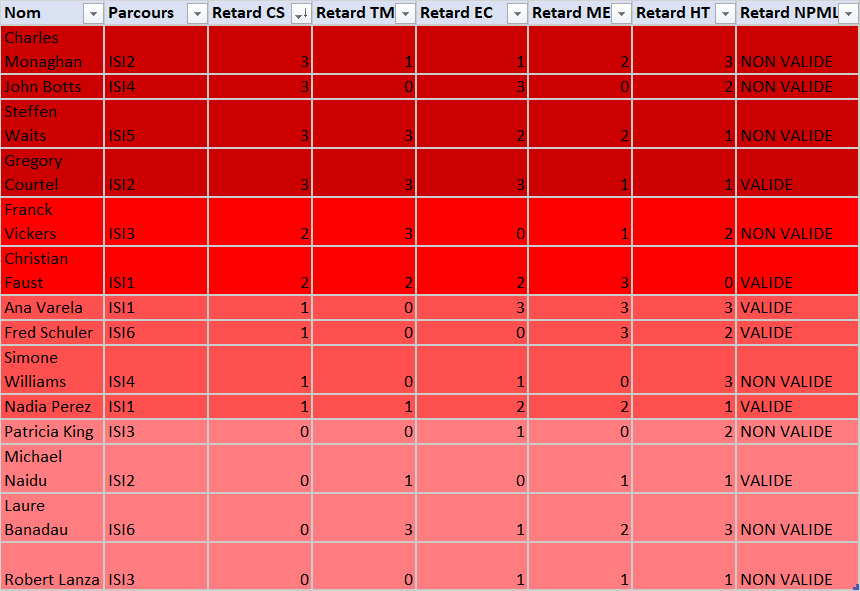 Nom Parcours Retard CS Retard TM Retard EC Retard ME Retard HT Retard NPML
Charles
Monaghan ISI2 3 1 1 2 3 NON VALIDE
John Botts ISI4 3 0 3 0 2 NON VALIDE
Steffen
Waits ISI5 3 3 2 2 1 NON VALIDE
Gregory
Courtel ISI2 3 3 3 1 1 VALIDE
Franck
Vickers ISI3 2 3 0 1 2 NON VALIDE
Christian
Faust ISI1 2 2 2 3 0 VALIDE
Ana Varela ISI1 1 0 3 3 3 VALIDE
Fred Schuler ISI6 1 0 0 3 2 VALIDE
Simone
Williams ISI4 1 0 1 0 3 NON VALIDE
Nadia Perez ISI1 1 1 2 2 1 VALIDE
Patricia King ISI3 0 0 1 0 2 NON VALIDE
Michael
Naidu ISI2 0 1 0 1 1 VALIDE
Laure
Banadau ISI6 0 3 1 2 3 NON VALIDE
Robert Lanza ISI3 0 0 1 1 1 NON VALIDE